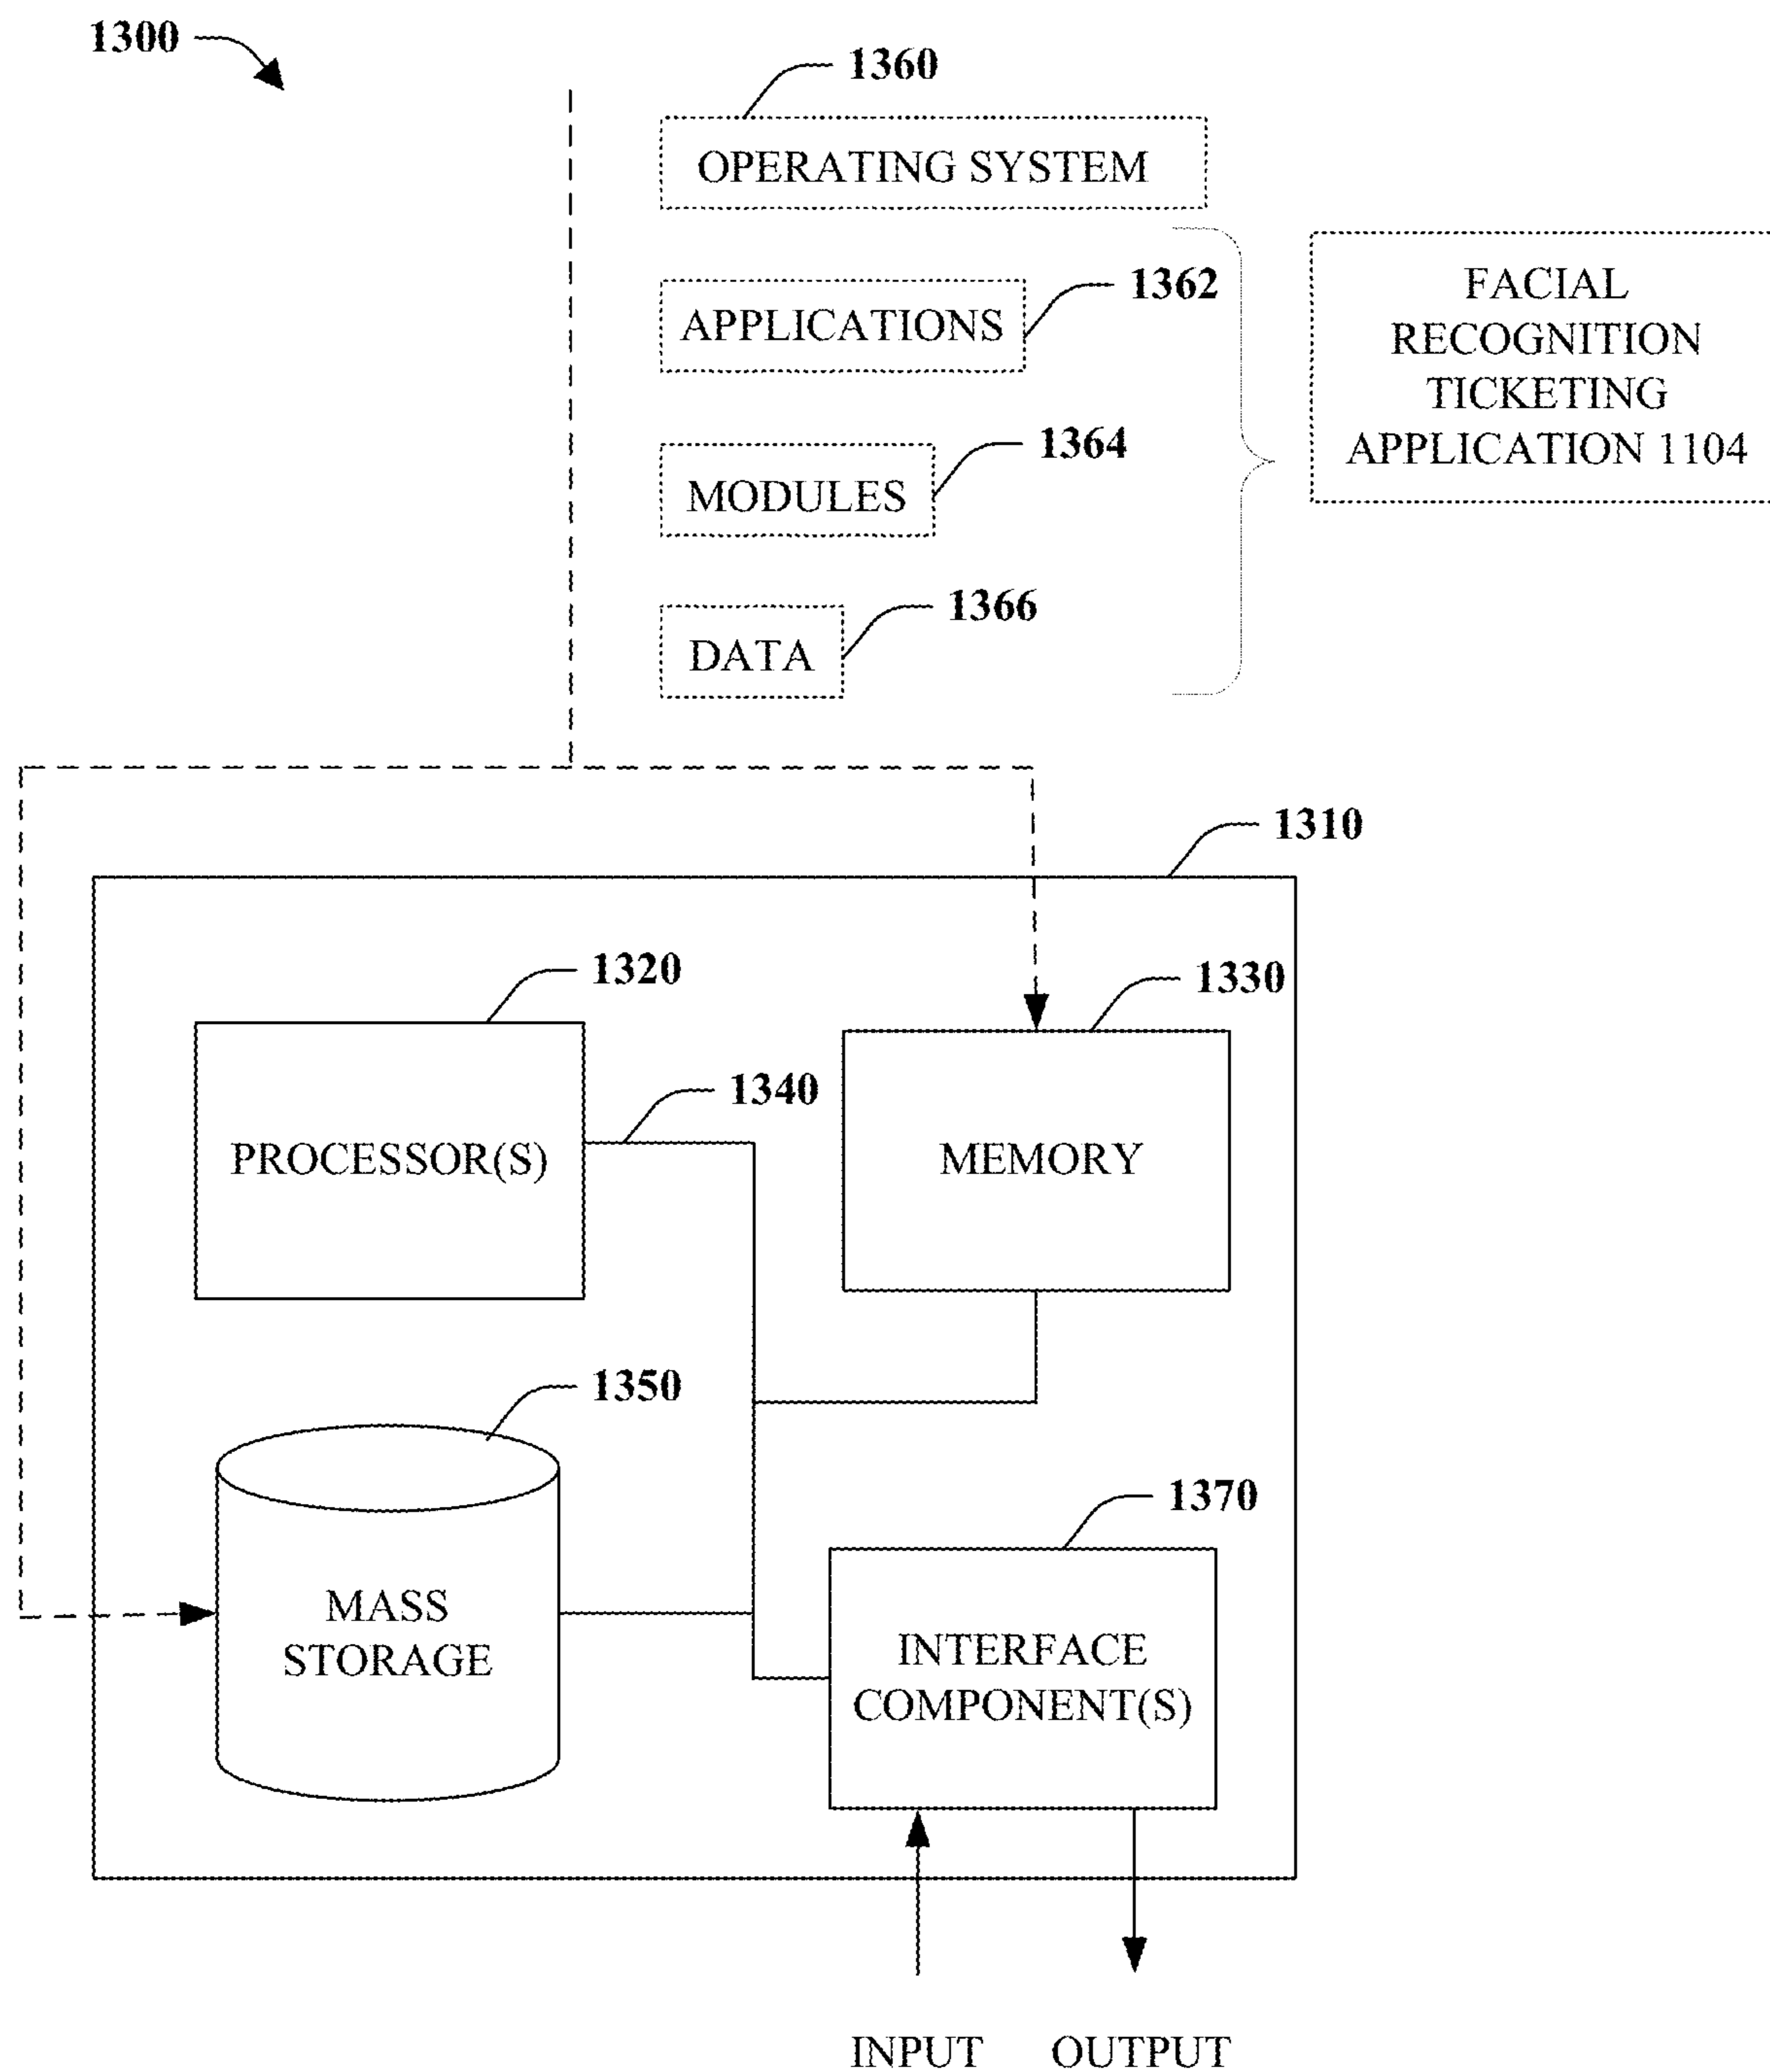 1300
1360
OPERATING SYSTEM
1362
APPLICATIONS
FACIAL
RECOGNITION
TICKETING
APPLICATION 1104
1364
MODULES
1366
DATA
1310
1320
1330
1340
PROCESSOR(S)
MEMORY
1350
1370
MASS
STORAGE
INTERFACE
COMPONENT(S)
INPUT
OUTPUT